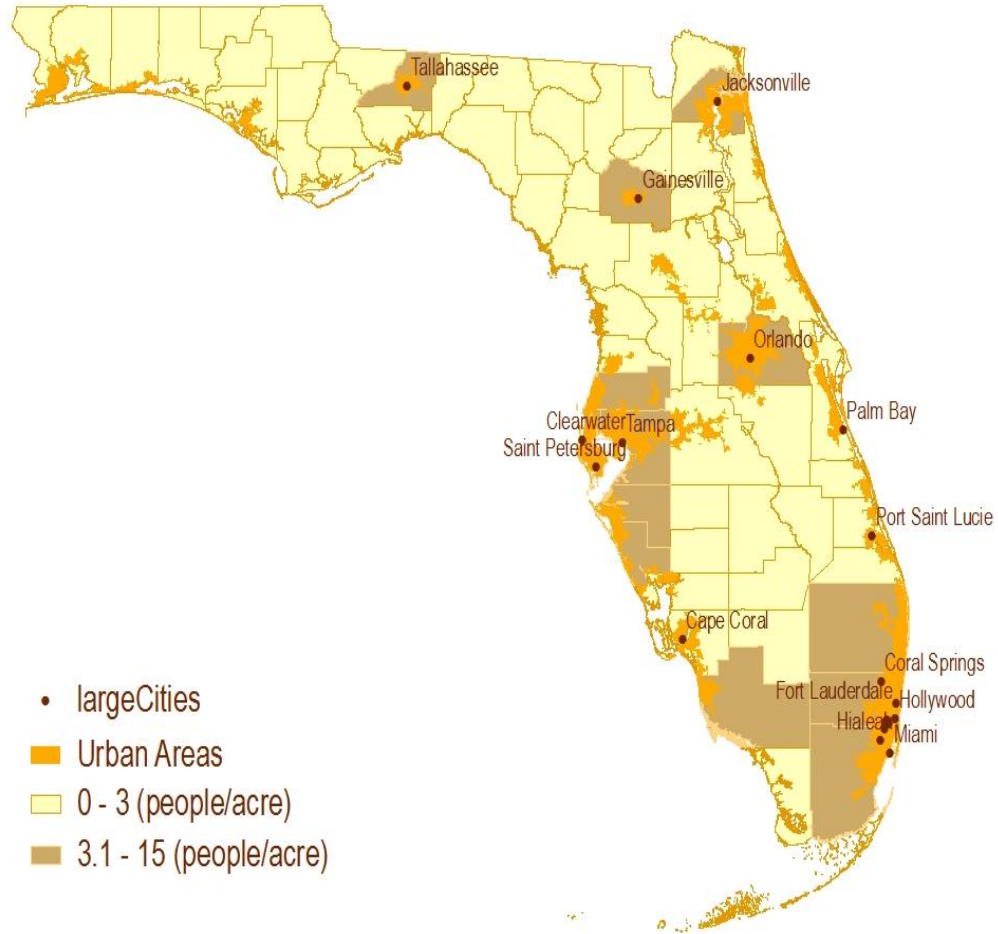 Tallahassee
Jacksonville
Gainesville
Orlando
Palm Bay
Clearwater
Tampa
Saint Petersburg
Port Saint Lucie
Cape Coral
Coral Springs
Fort Lauderdale
Hollywood
Hialeah
Miami
largeCities
Urban Areas
0 - 3 (people/acre)
3.1 - 15 (people/acre)